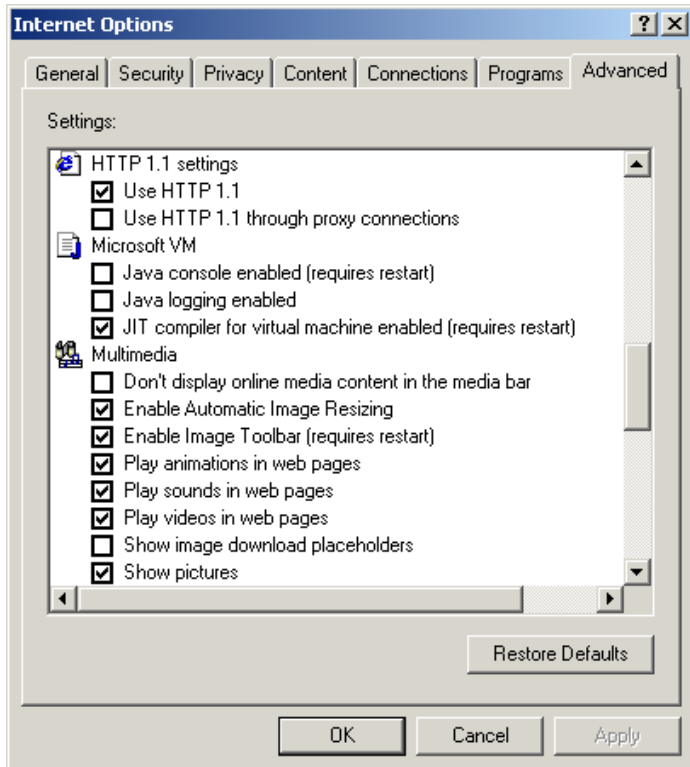 Internet Options
General Security Privacy Content Connections Programs Advanced
Settings:
HTTP 1.1 settings
Use HTTP 1.1
Use HTTP 1.1 through proxy connections
Microsoft VM
Java console enabled (requires restart)
Java logging enabled
JIT compiler for virtual machine enabled (requires restart)
Multimedia
Don't display online media content in the media bar
Enable Automatic Image Resizing
Enable Image Toolbar (requires restart)
Play animations in web pages
Play sounds in web pages
Play videos in web pages
Show image download placeholders
Show pictures
Restore Defaults
OK Cancel Apply